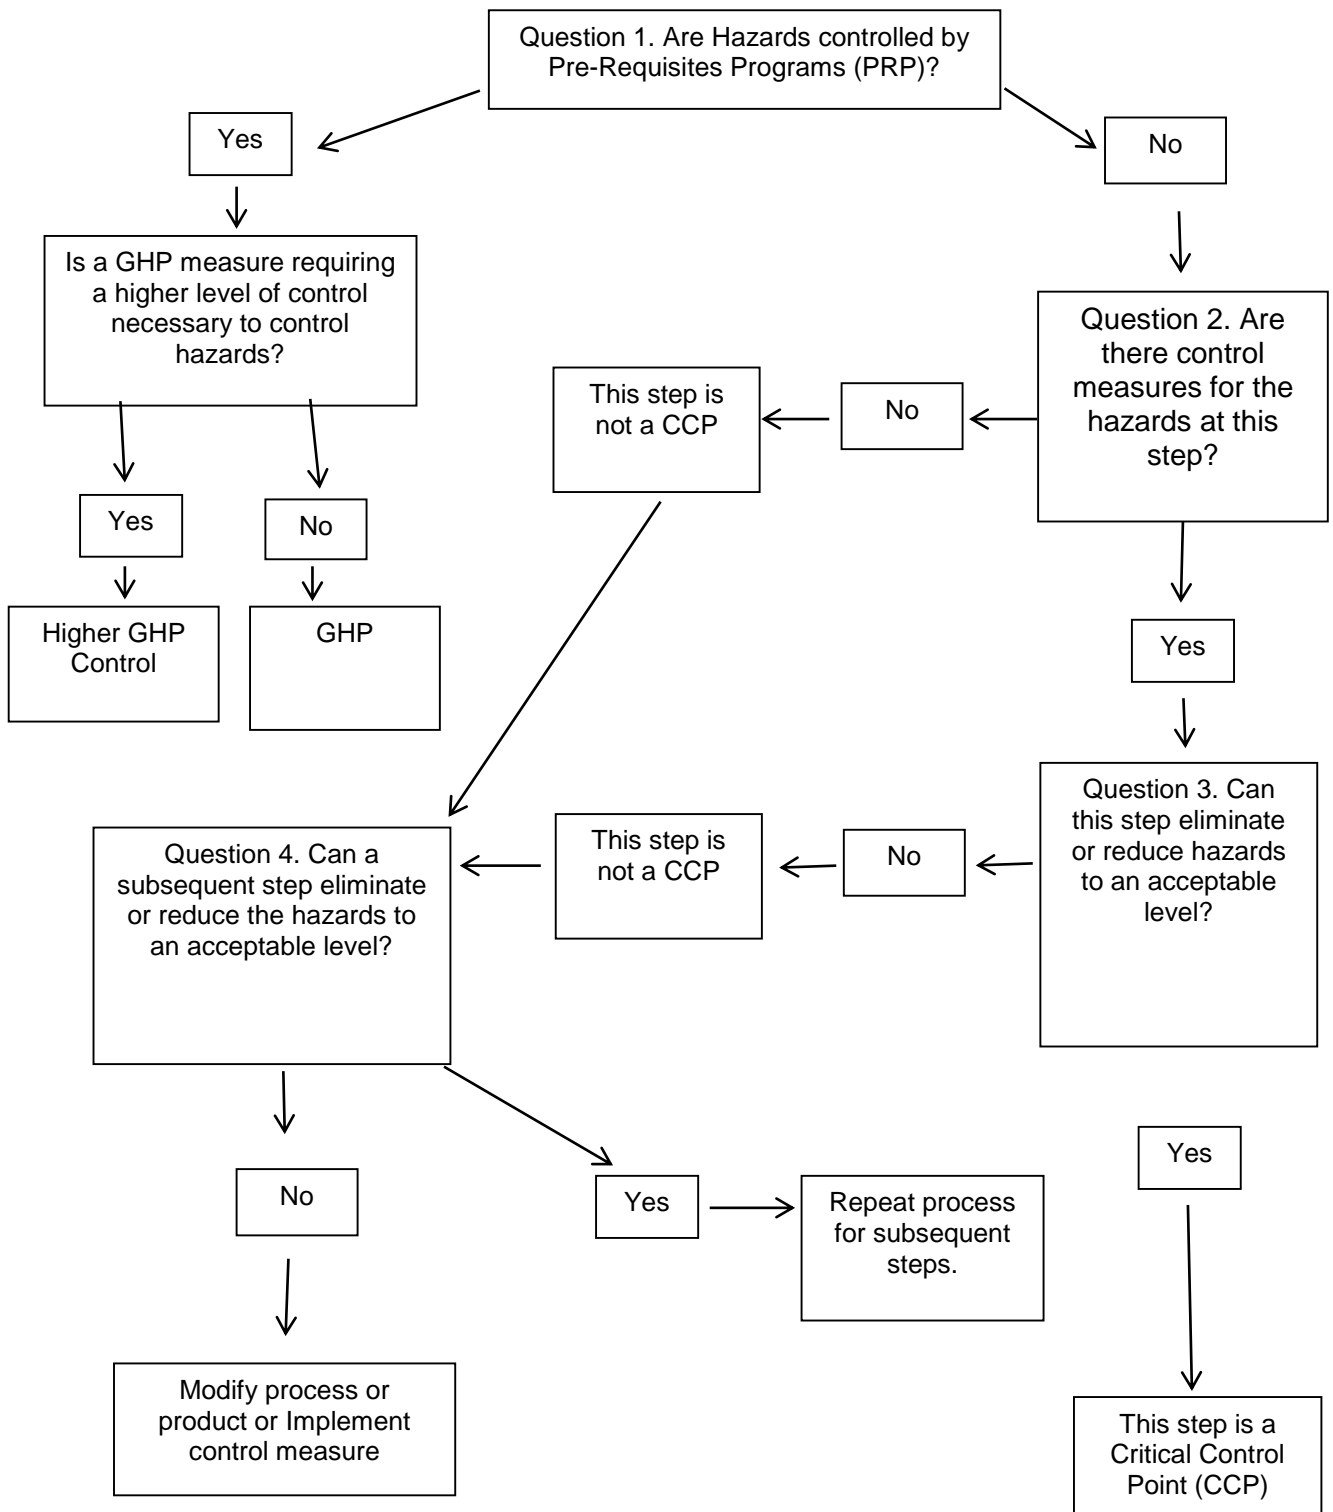 Question 1. Are Hazards controlled by
Pre-Requisites Programs (PRP)?
Yes
No
Is a GHP measure requiring
a higher level of control
necessary to control
hazards?
Question 2. Are
there control
measures for the
hazards at this
step?
No
This step is
not a CCP
Yes
No
Higher GHP
Control
GHP
Yes
Question 3. Can
this step eliminate
or reduce hazards
to an acceptable
level?
No
This step is
not a CCP
Question 4. Can a
subsequent step eliminate
or reduce the hazards to
an acceptable level?
No
Yes
Repeat process
for subsequent
steps.
Yes
Modify process or
product or Implement
control measure
This step is a
Critical Control
Point (CCP)